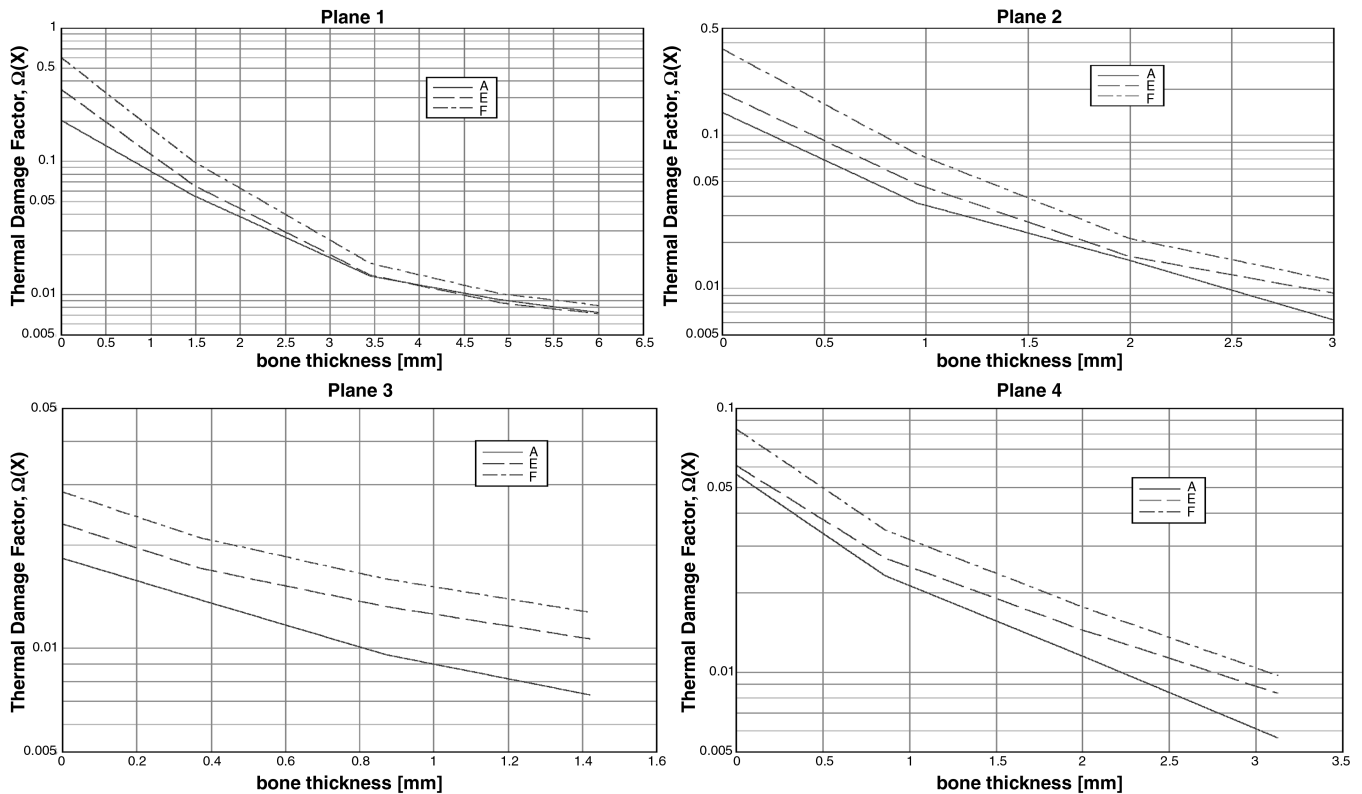 Plane 1
Thermal Damage Factor, Ω(X)
1
0.5
0.1
0.05
0.01
0.005
A
E
F
0 0.5 1 1.5 2 2.5 3 3.5 4 4.5 5 5.5 6 6.5
bone thickness [mm]
Plane 2
Thermal Damage Factor, Ω(X)
0.5
0.1
0.05
0.01
0.005
A
E
F
0 0.5 1 1.5 2 2.5 3
bone thickness [mm]
Plane 3
Thermal Damage Factor, Ω(X)
0.05
0.01
0.005
A
E
F
0 0.2 0.4 0.6 0.8 1 1.2 1.4 1.6
bone thickness [mm]
Plane 4
Thermal Damage Factor, Ω(X)
0.1
0.05
0.01
0.005
A
E
F
0 0.5 1 1.5 2 2.5 3 3.5
bone thickness [mm]